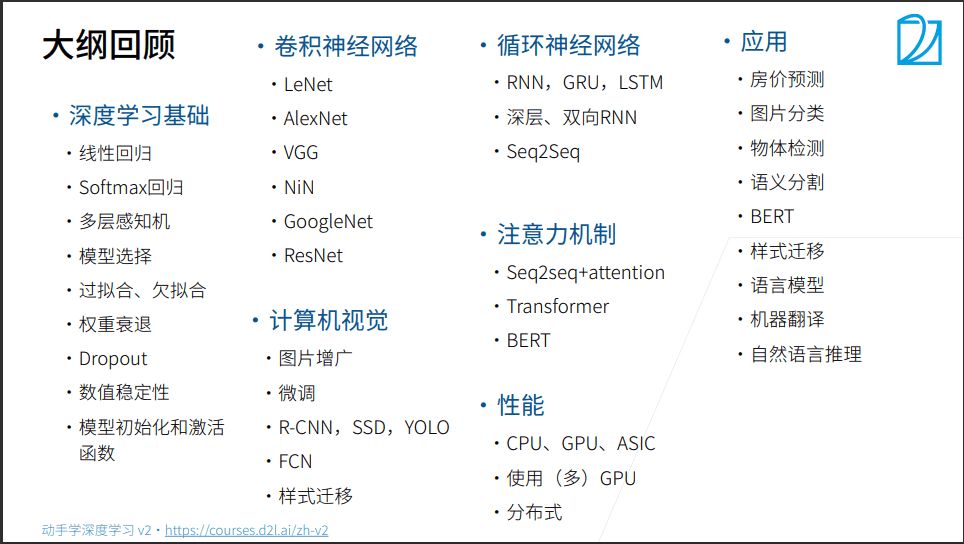 大纲回顾
• 深度学习基础
• 线性回归
• Softmax回归
• 多层感知机
• 模型选择
• 过拟合、欠拟合
• 权重衰退
• Dropout
• 数值稳定性
• 模型初始化和激活
函数
• 卷积神经网络
• LeNet
• AlexNet
• VGG
• NiN
• GoogleNet
• ResNet
• 计算机视觉
• 图片增广
• 微调
• R-CNN，SSD，YOLO
• FCN
• 样式迁移
• 循环神经网络
• RNN，GRU，LSTM
• 深层、双向RNN
• Seq2Seq
• 注意力机制
• Seq2seq+attention
• Transformer
• BERT
• 性能
• CPU、GPU、ASIC
• 使用（多）GPU
• 分布式
• 应用
• 房价预测
• 图片分类
• 物体检测
• 语义分割
• BERT
• 样式迁移
• 语言模型
• 机器翻译
• 自然语言推理
动手学深度学习 v2 • https://courses.d2l.ai/zh-v2